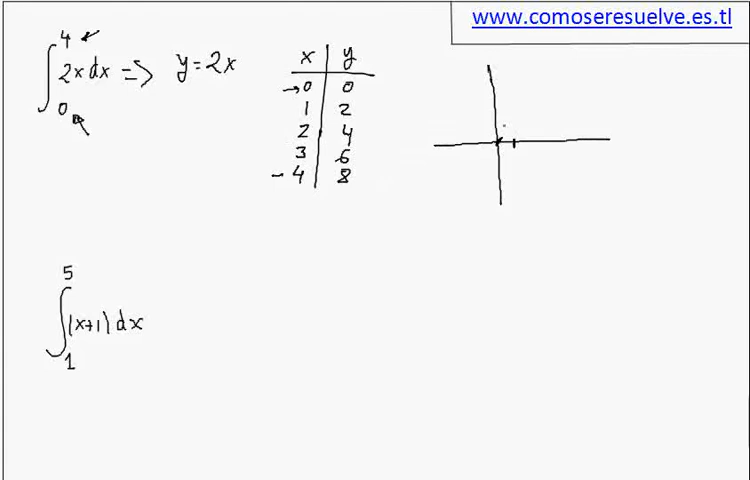 www.comoseresuelve.es.tl
∫₀⁴ 2x dx => y = 2x
x | y
0 | 0
1 | 2
2 | 4
3 | 6
4 | 8
∫₁⁵ (x+1) dx